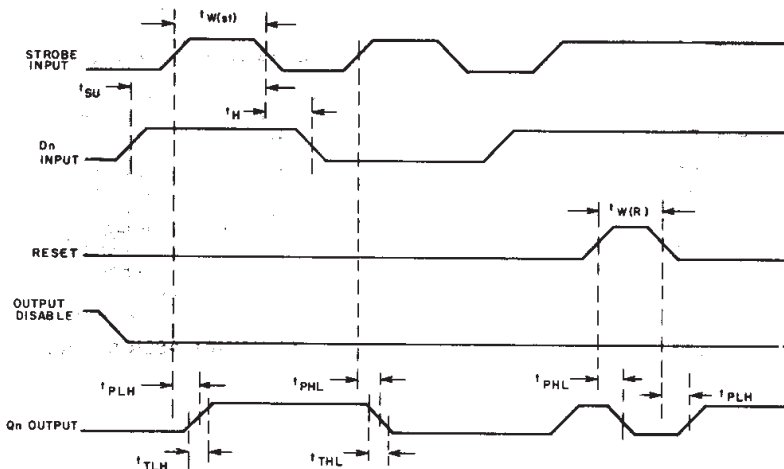 tW(st)
STROBE
INPUT
tSU
tH
Dn
INPUT
tW(R)
RESET
OUTPUT
DISABLE
tPLH
tPHL
tPHL
tPLH
Qn OUTPUT
tTLH
tTHL